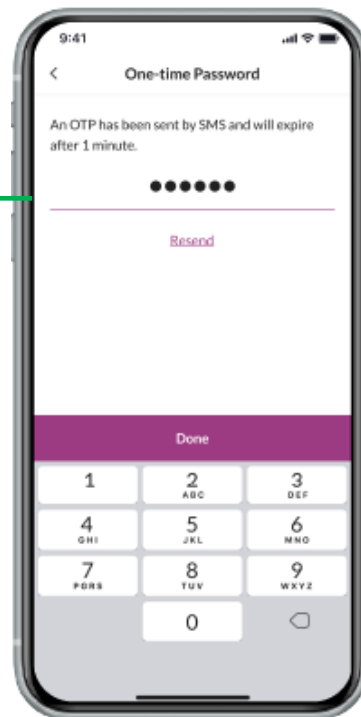 9:41
One-time Password
An OTP has been sent by SMS and will expire
after 1 minute.
●●●●●●
Resend
Done
1
2
3
ABC
DEF
4
5
6
GHI
JKL
MNO
7
8
9
PQRS
TUV
WXYZ
0